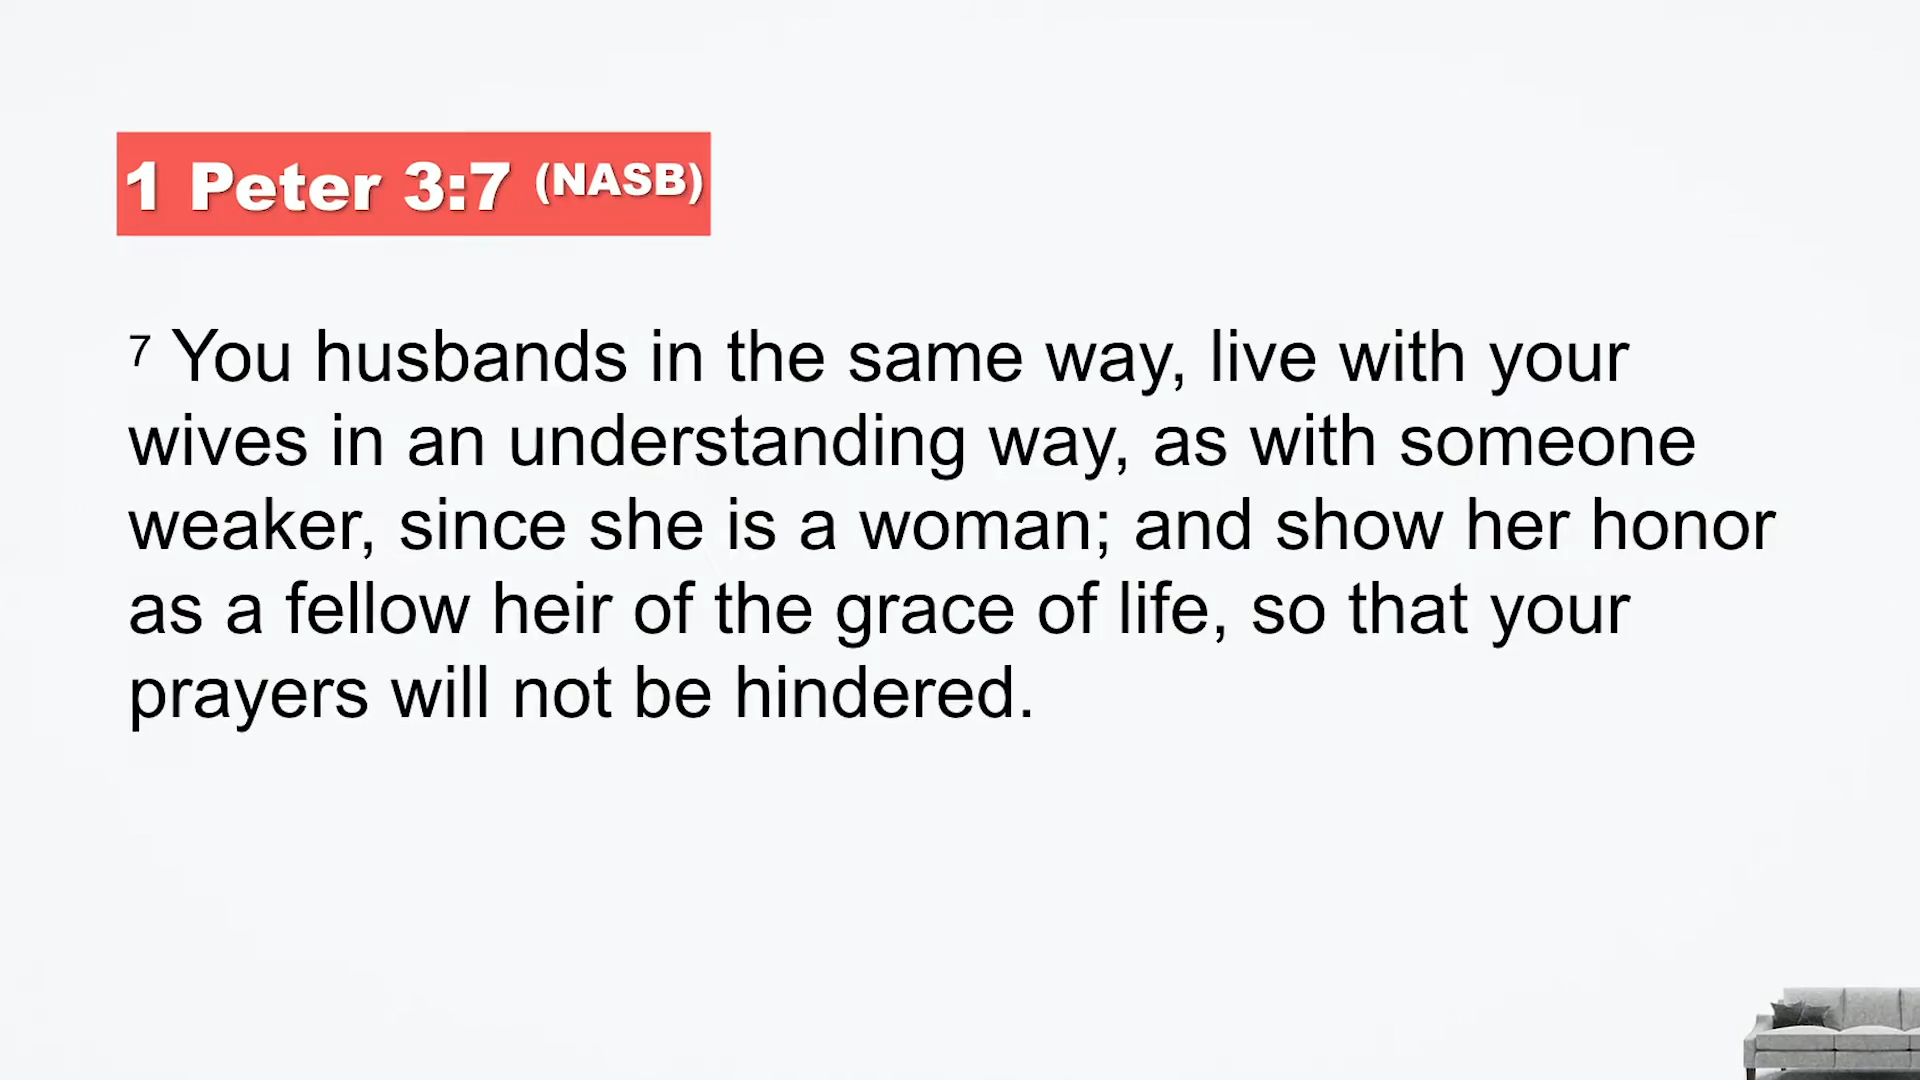 1 Peter 3:7 (NASB)
7 You husbands in the same way, live with your
wives in an understanding way, as with someone
weaker, since she is a woman; and show her honor
as a fellow heir of the grace of life, so that your
prayers will not be hindered.